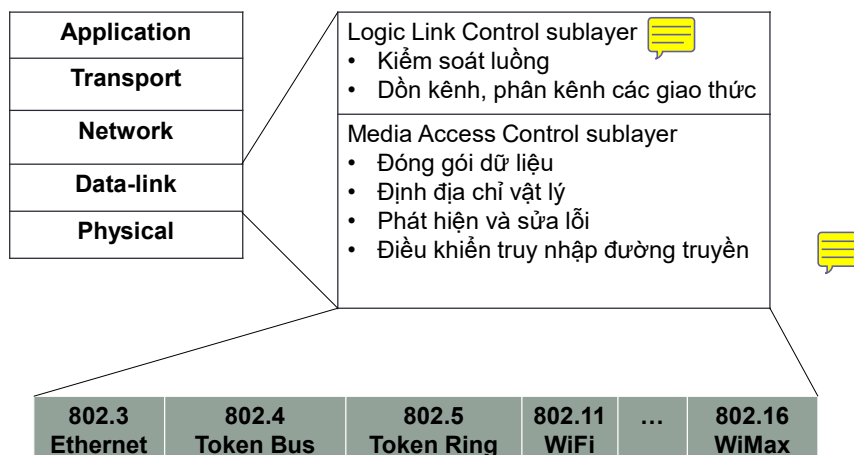 Application
Transport
Network
Data-link
Physical
Logic Link Control sublayer
• Kiểm soát luồng
• Dồn kênh, phân kênh các giao thức
Media Access Control sublayer
• Đóng gói dữ liệu
• Định địa chỉ vật lý
• Phát hiện và sửa lỗi
• Điều khiển truy nhập đường truyền
802.3 802.4 802.5 802.11 … 802.16
Ethernet Token Bus Token Ring WiFi WiMax